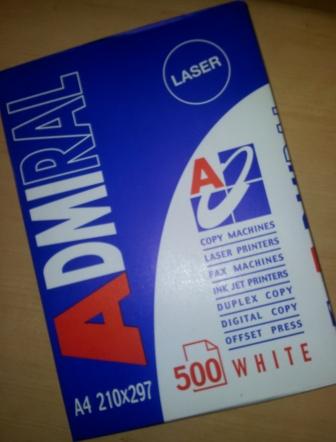 ADMIRAL
LASER
A
COPY MACHINES
LASER PRINTERS
FAX MACHINES
INK JET PRINTERS
DUPLEX COPY
DIGITAL COPY
OFFSET PRESS
500 WHITE
A4 210x297